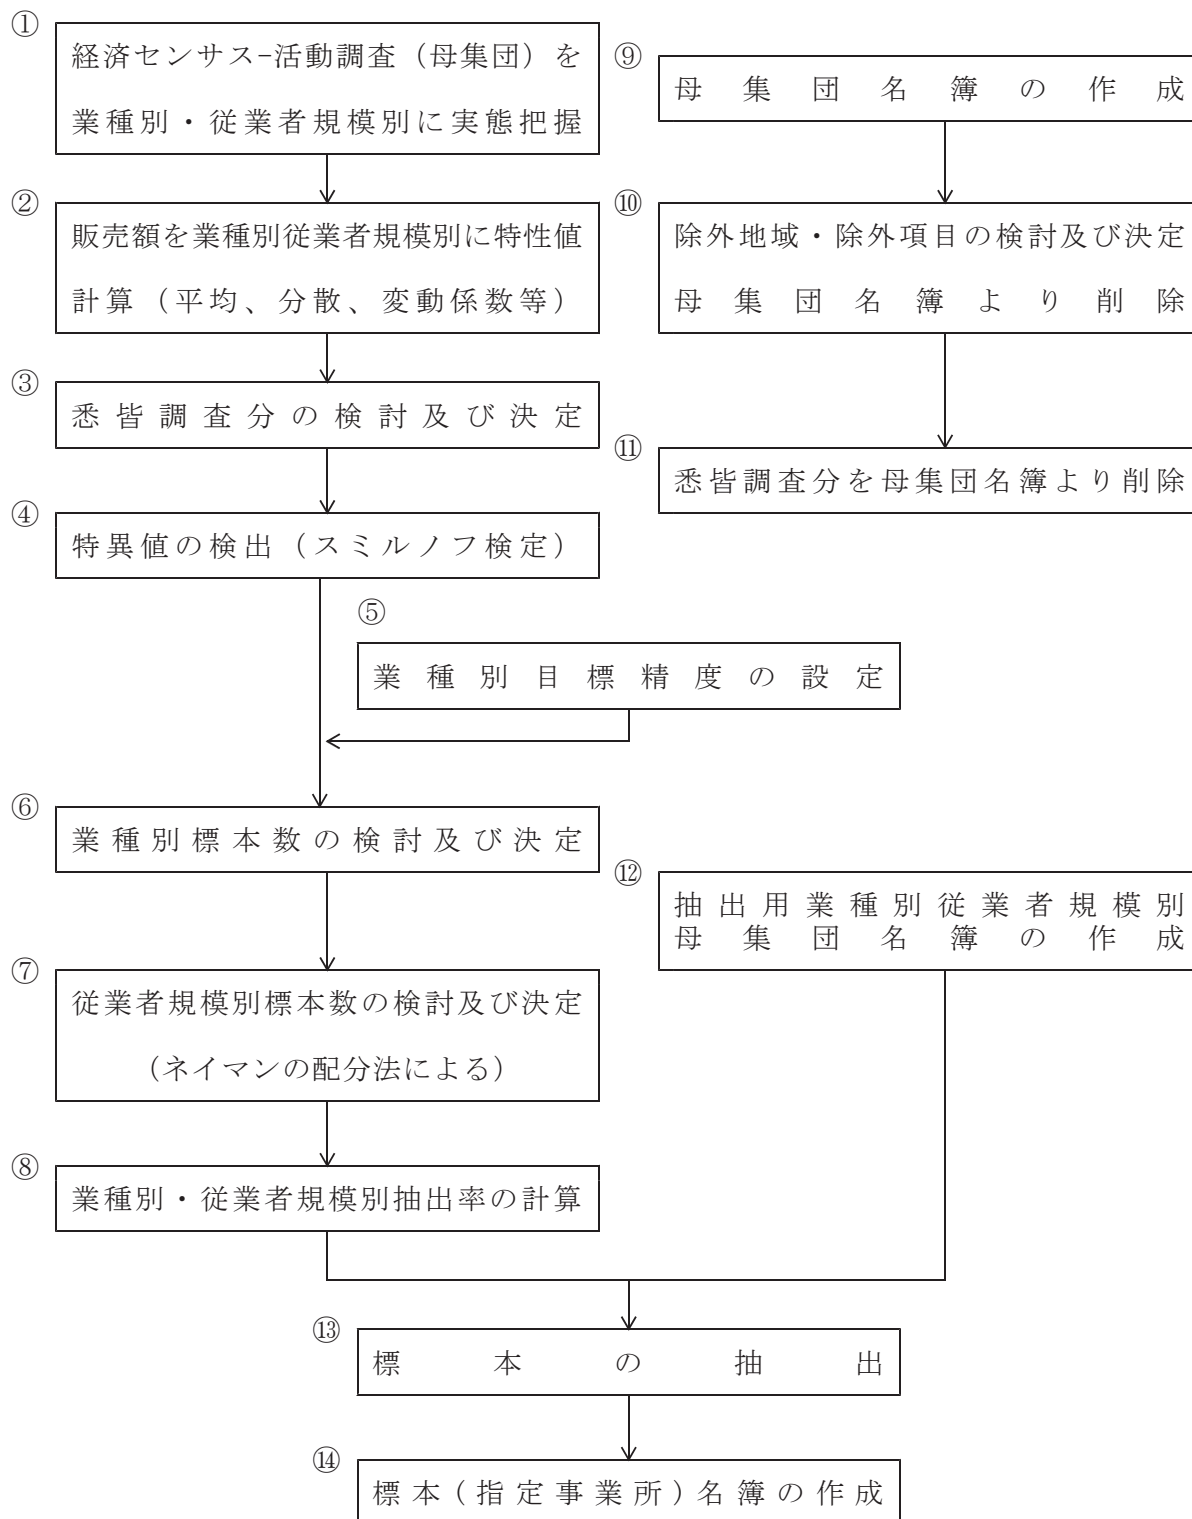 ①
経済センサス−活動調査（母集団）を
業種別・従業者規模別に実態把握
②
販売額を業種別従業者規模別に特性値
計算（平均、分散、変動係数等）
③
悉皆調査分の検討及び決定
④
特異値の検出（スミルノフ検定）
⑤
業種別目標精度の設定
⑥
業種別標本数の検討及び決定
⑦
従業者規模別標本数の検討及び決定
（ネイマンの配分法による）
⑧
業種別・従業者規模別抽出率の計算
⑨
母集団名簿の作成
⑩
除外地域・除外項目の検討及び決定
母集団名簿より削除
⑪
悉皆調査分を母集団名簿より削除
⑫
抽出用業種別従業者規模別
母集団名簿の作成
⑬
標本の抽出
⑭
標本（指定事業所）名簿の作成